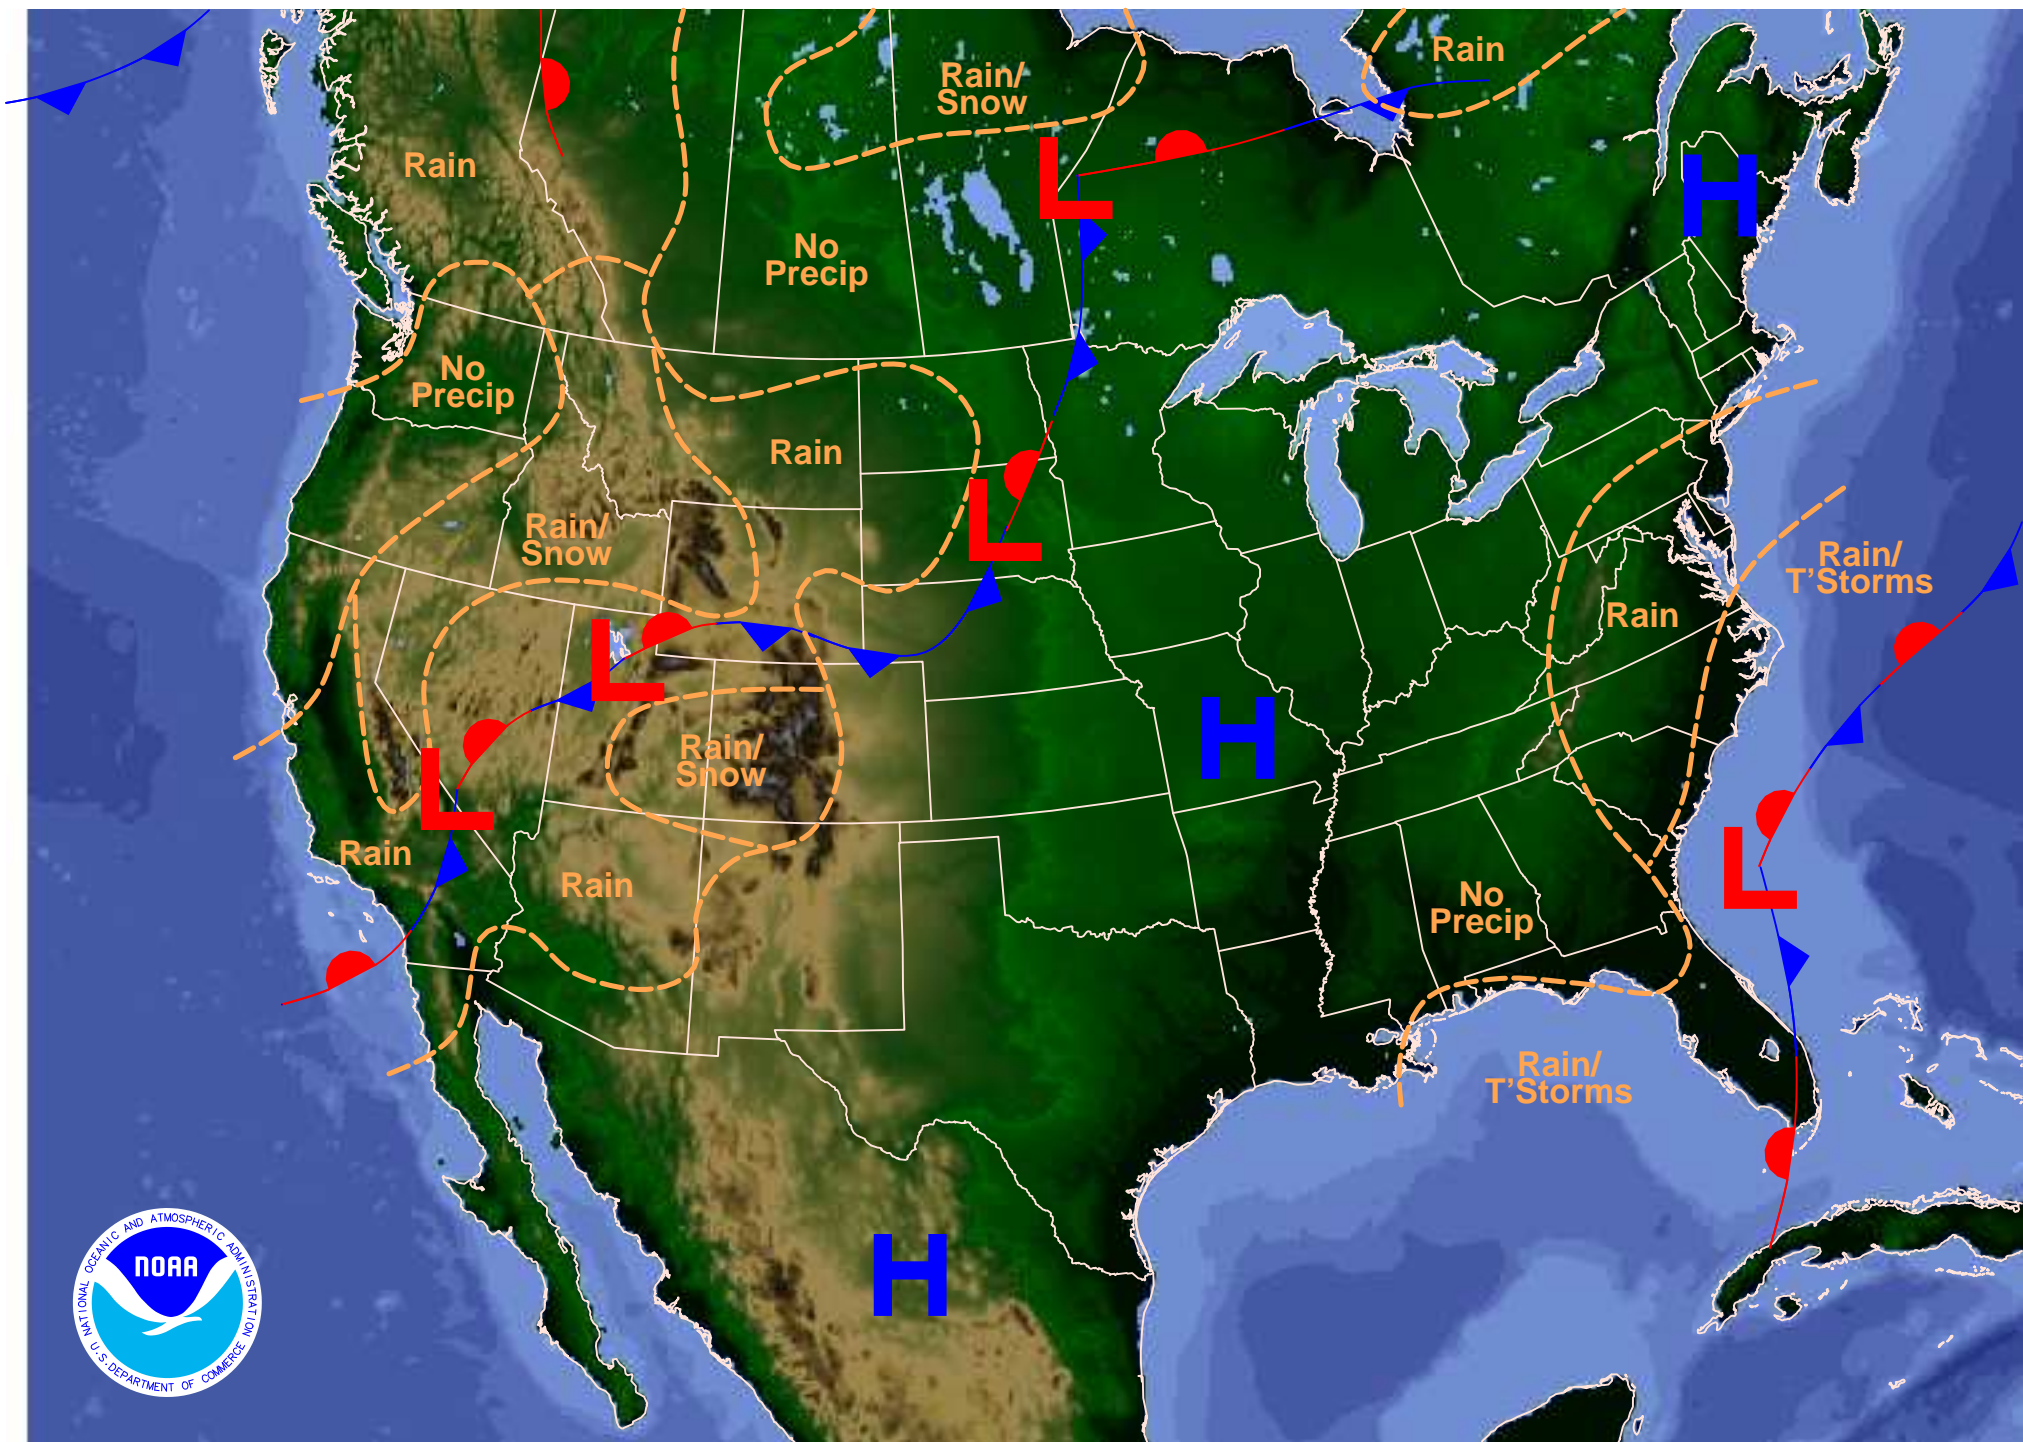 Rain
Rain/
Snow
Rain
L
H
No
Precip
No
Precip
Rain
L
Rain/
Snow
Rain/
T'Storms
Rain
L
H
Rain/
Snow
L
Rain
Rain
L
No
Precip
Rain/
T'Storms
H
NATIONAL OCEANIC AND ATMOSPHERIC ADMINISTRATION
NOAA
U.S. DEPARTMENT OF COMMERCE